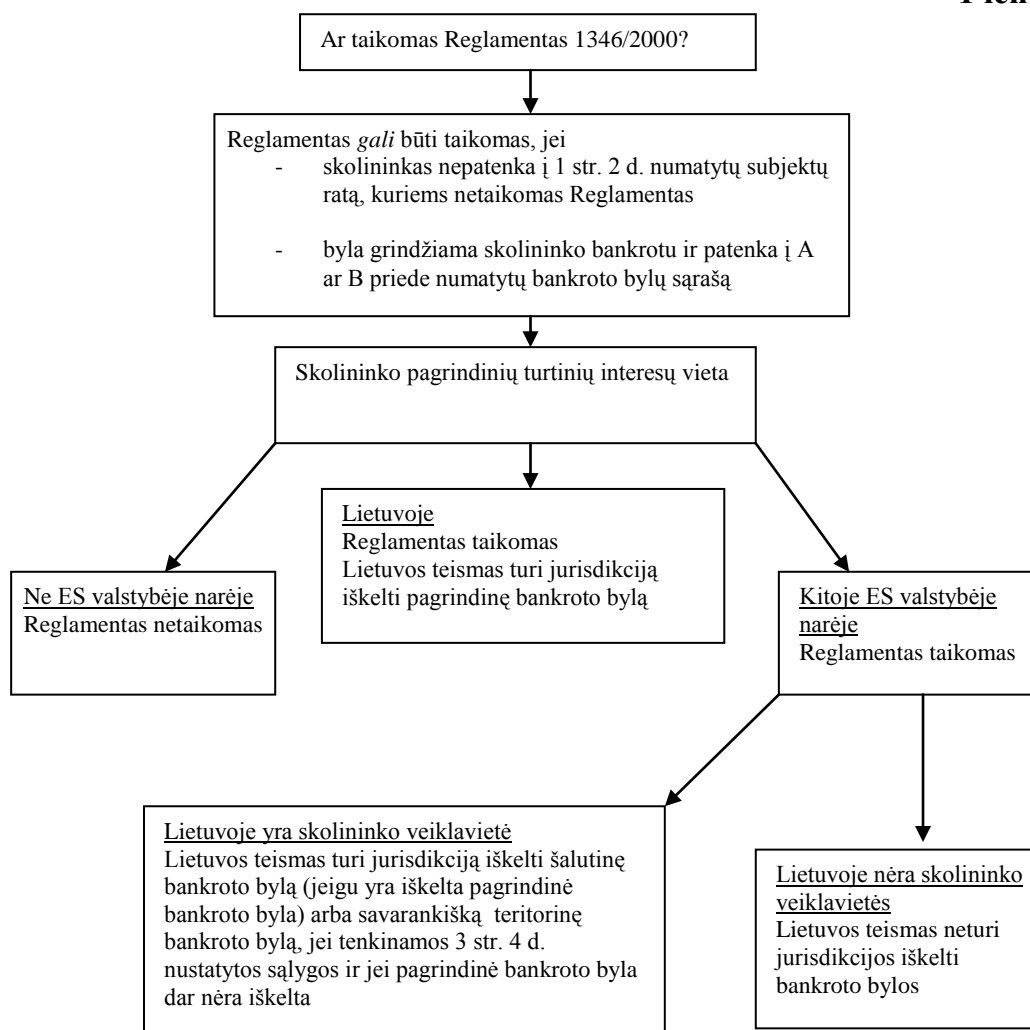 Ar taikomas Reglamentas 1346/2000?
Reglamentas gali būti taikomas, jei
- skolininkas nepatenka į 1 str. 2 d. numatytų subjektų
ratą, kuriems netaikomas Reglamentas
- byla grindžiama skolininko bankrotu ir patenka į A
ar B priede numatytų bankroto bylų sąrašą
Skolininko pagrindinių turtinių interesų vieta
Ne ES valstybėje narėje
Reglamentas netaikomas
Lietuvoje
Reglamentas taikomas
Lietuvos teismas turi jurisdikciją
iškelti pagrindinę bankroto bylą
Kitoje ES valstybėje
narėje
Reglamentas taikomas
Lietuvoje yra skolininko veiklavietė
Lietuvos teismas turi jurisdikciją iškelti šalutinę
bankroto bylą (jeigu yra iškelta pagrindinė
bankroto byla) arba savarankišką teritorinę
bankroto bylą, jei tenkinamos 3 str. 4 d.
nustatytos sąlygos ir jei pagrindinė bankroto byla
dar nėra iškelta
Lietuvoje nėra skolininko
veiklavietės
Lietuvos teismas neturi
jurisdikcijos iškelti
bankroto bylos